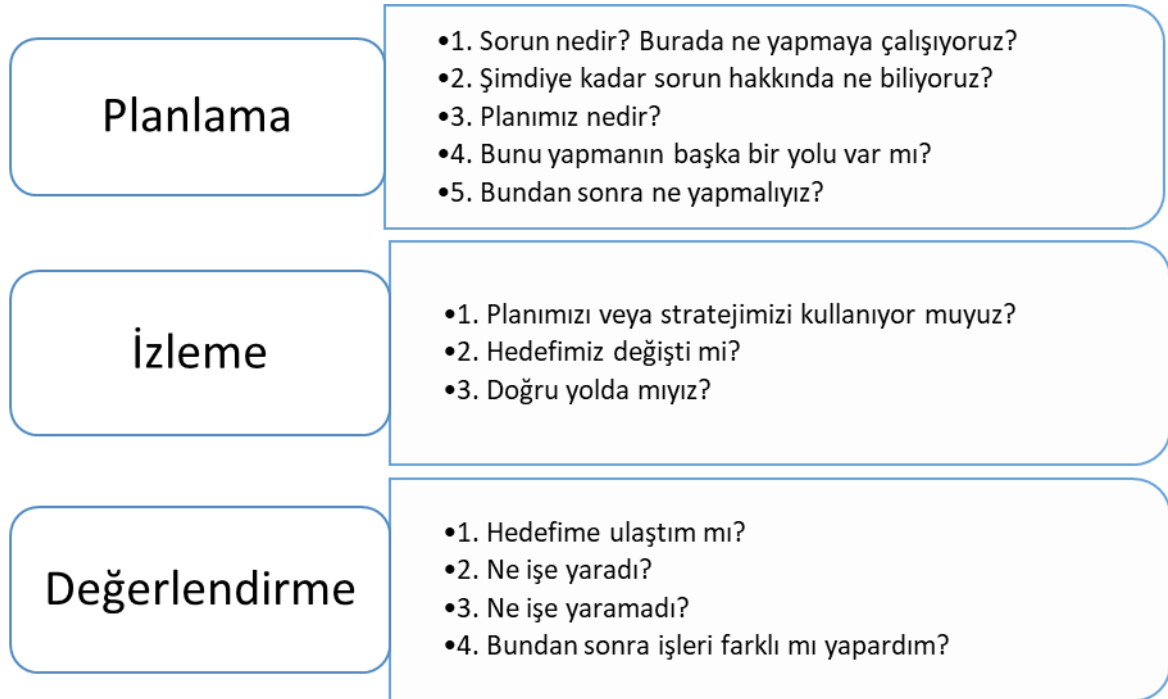 Planlama
•1. Sorun nedir? Burada ne yapmaya çalışıyoruz?
•2. Şimdiye kadar sorun hakkında ne biliyoruz?
•3. Planımız nedir?
•4. Bunu yapmanın başka bir yolu var mı?
•5. Bundan sonra ne yapmalıyız?
İzleme
•1. Planımızı veya stratejimizi kullanıyor muyuz?
•2. Hedefimiz değişti mi?
•3. Doğru yolda mıyız?
Değerlendirme
•1. Hedefime ulaştım mı?
•2. Ne işe yaradı?
•3. Ne işe yaramadı?
•4. Bundan sonra işleri farklı mı yapardım?